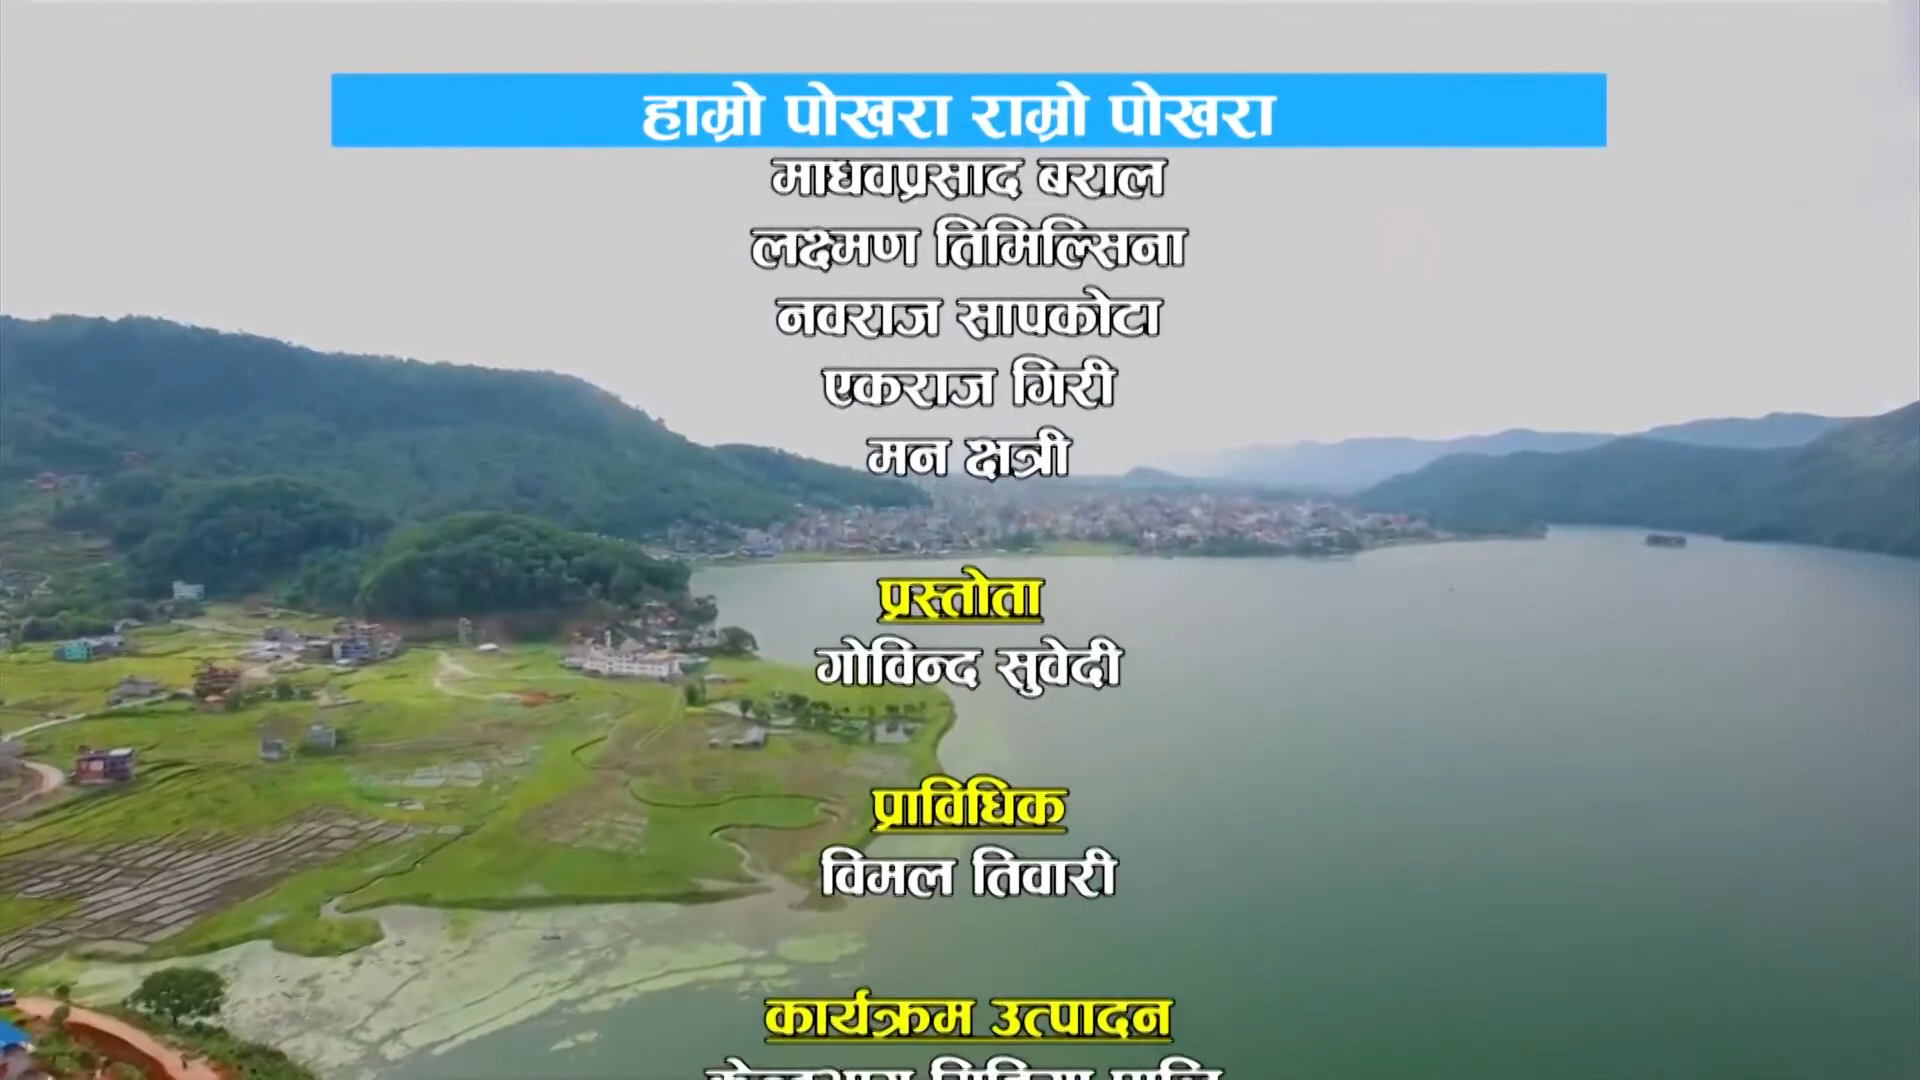 हाम्रो पोखरा राम्रो पोखरा
माधवप्रसाद बराल
लक्ष्मण तिमिल्सिना
नवराज सापकोटा
एकराज गिरी
मन क्षत्री
प्रस्तोता
गोविन्द सुवेदी
प्राविधिक
विमल तिवारी
कार्यक्रम उत्पादन